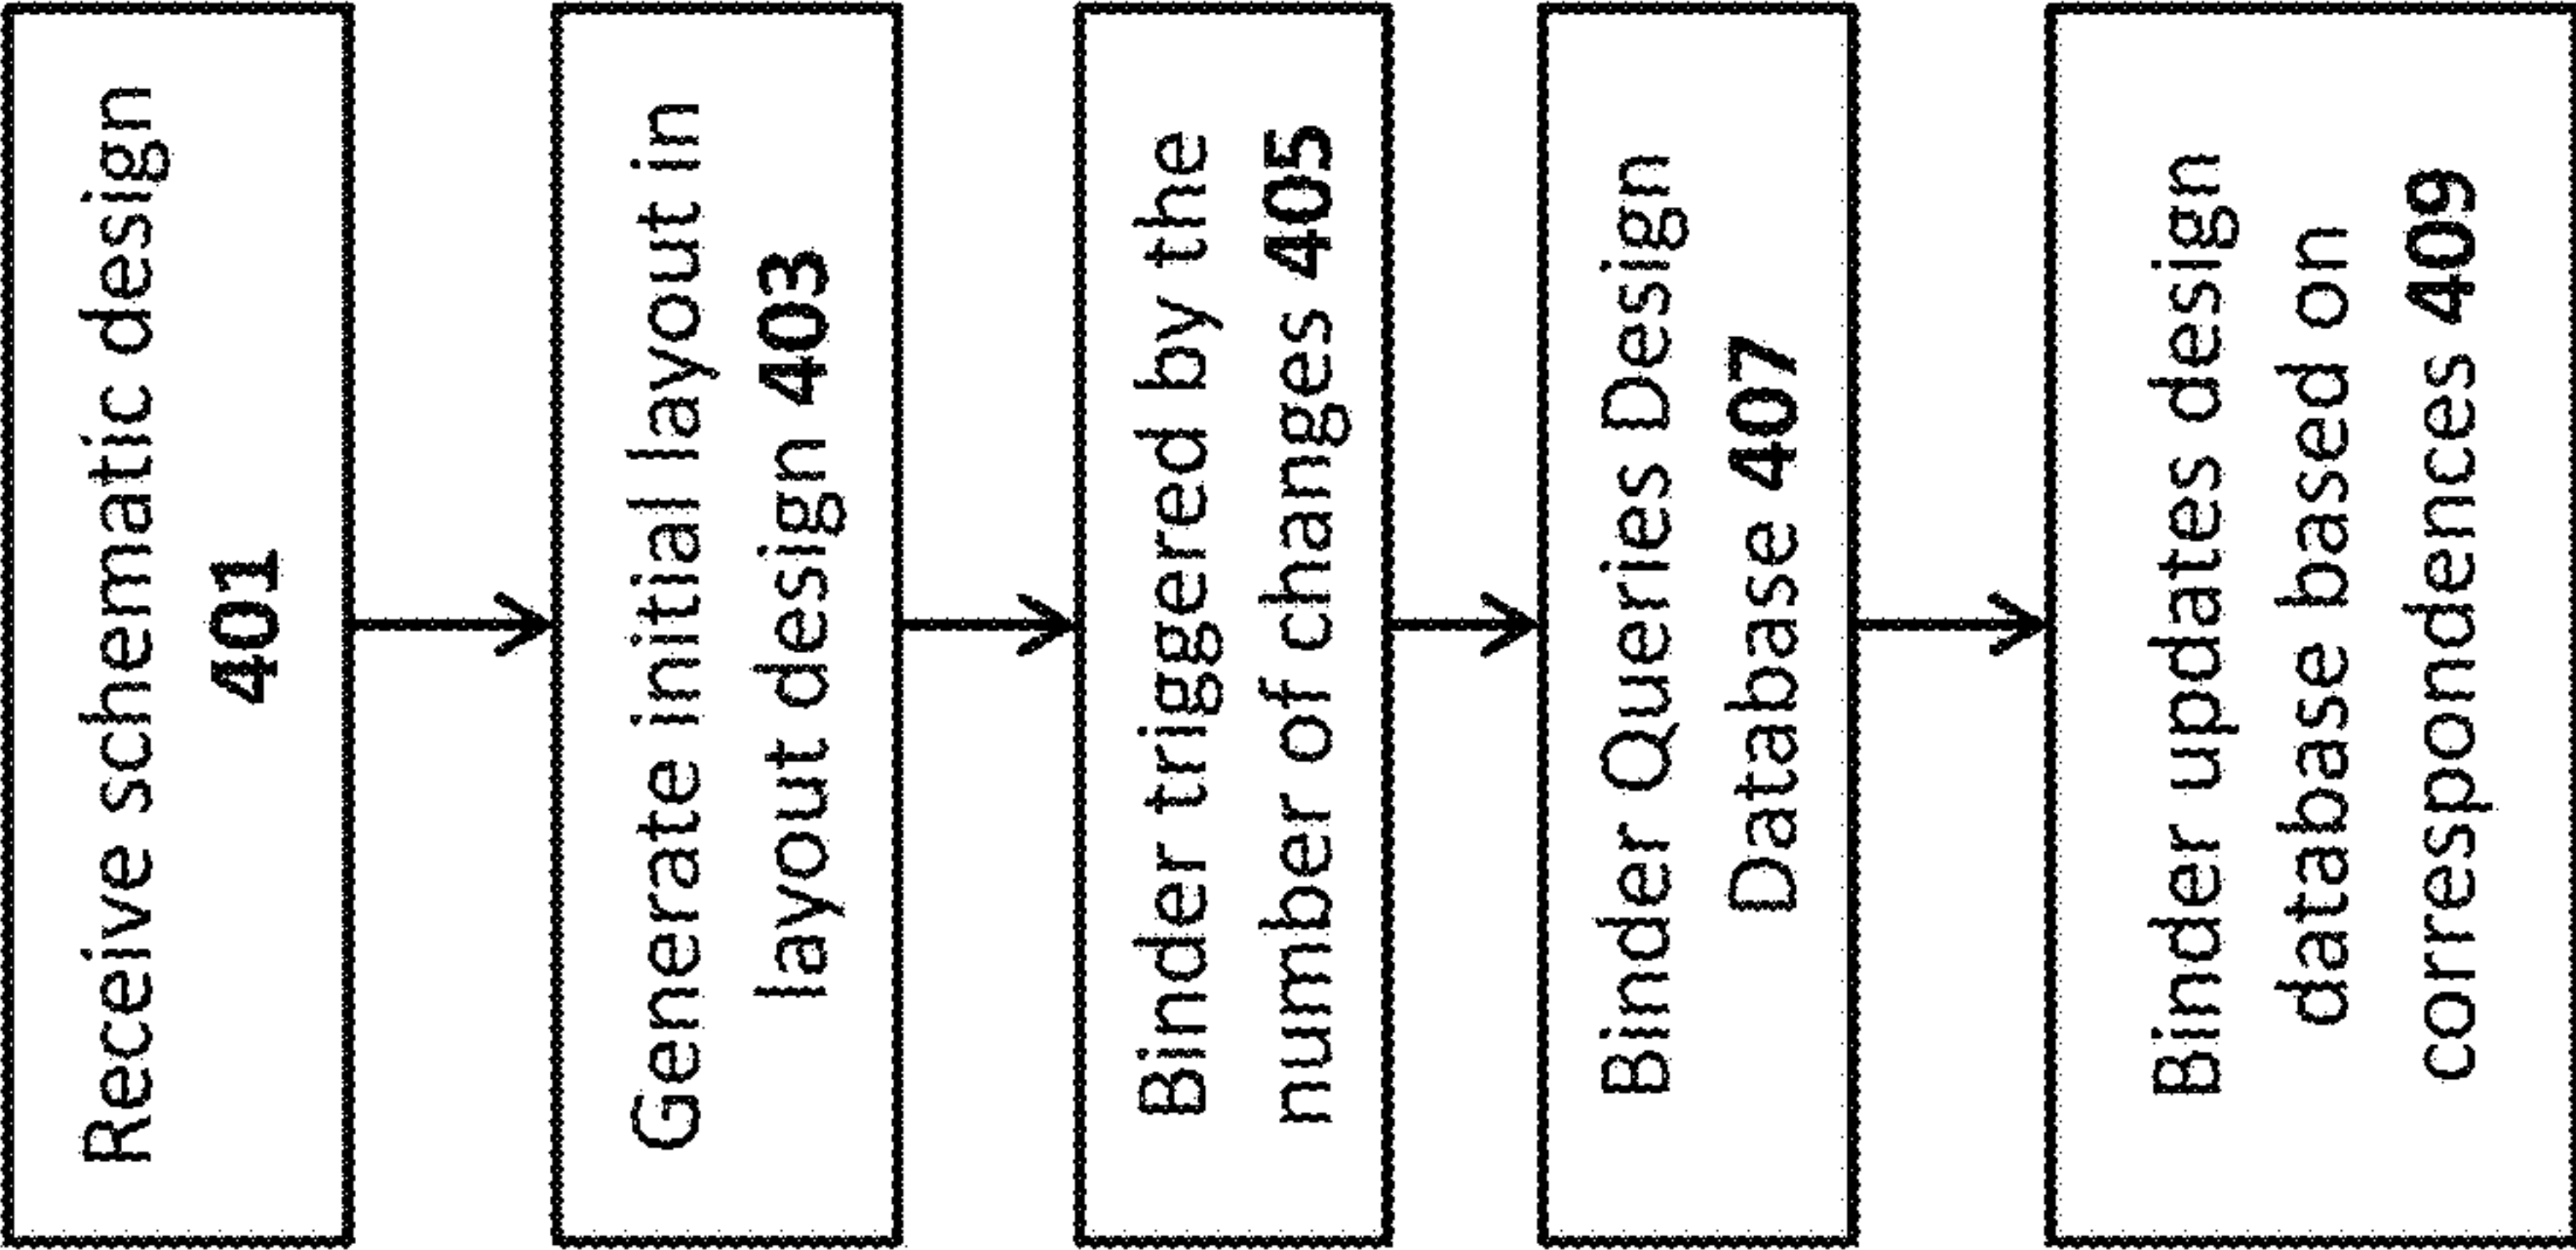 Receive schematic design
401
Generate initial layout in
layout design 403
Binder triggered by the
number of changes 405
Binder Queries Design
Database 407
Binder updates design
database based on
correspondences 409